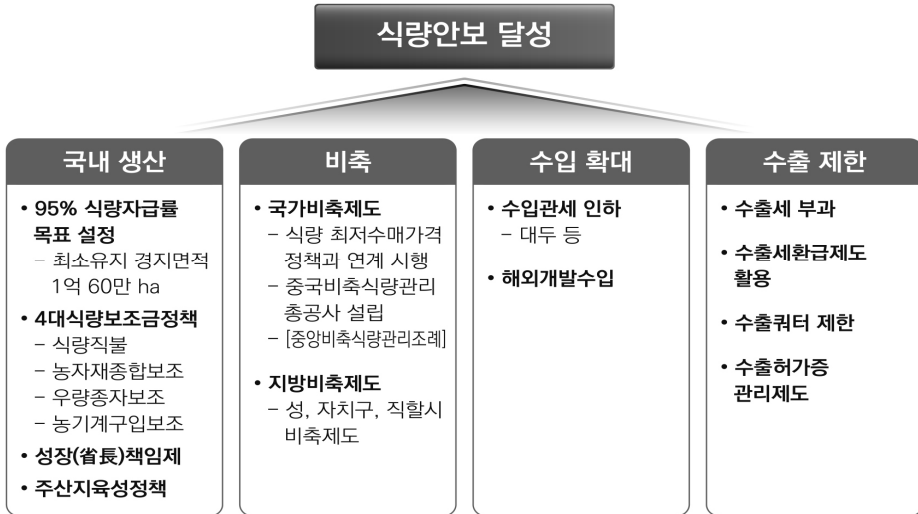 식량안보 달성
국내 생산
• 95% 식량자급률
목표 설정
– 최소유지 경지면적
1억 60만 ha
• 4대식량보조금정책
– 식량직불
– 농자재종합보조
– 우량종자보조
– 농기계구입보조
• 성장(省長)책임제
• 주산지육성정책
비축
• 국가비축제도
– 식량 최저수매가격
정책과 연계 시행
– 중국비축식량관리
총공사 설립
– [중앙비축식량관리조례]
• 지방비축제도
– 성, 자치구, 직할시
비축제도
수입 확대
• 수입관세 인하
– 대두 등
• 해외개발수입
수출 제한
• 수출세 부과
• 수출세환급제도
활용
• 수출쿼터 제한
• 수출허가증
관리제도